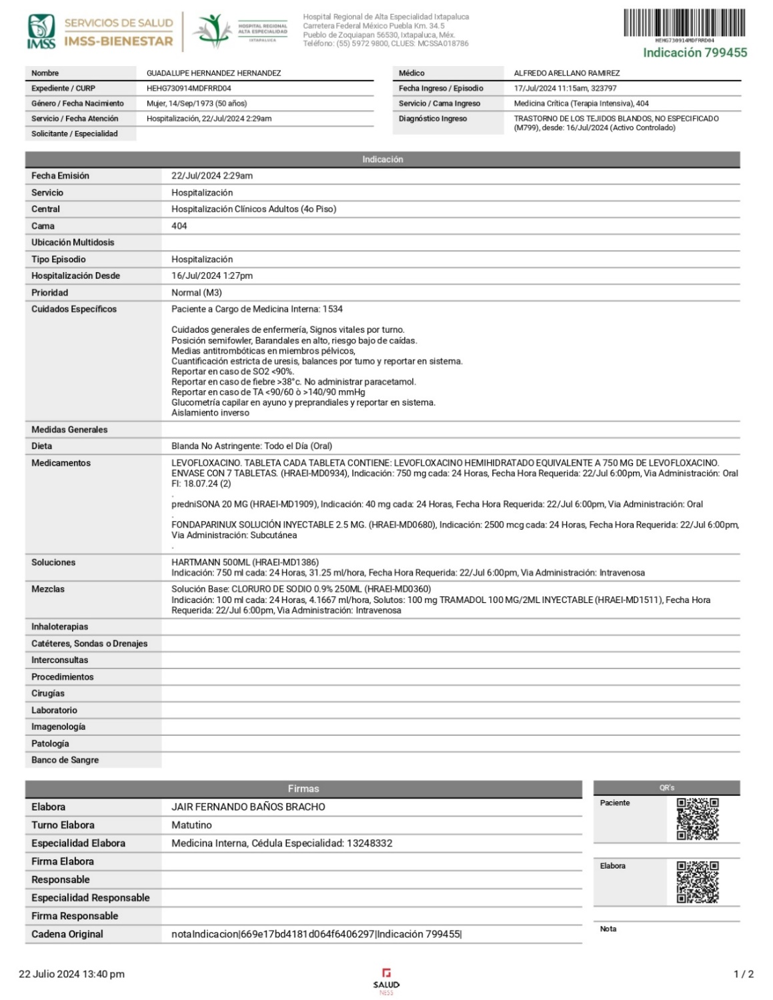 IMSS
SERVICIOS DE SALUD
IMSS-BIENESTAR
HOSPITAL REGIONAL
ALTA ESPECIALIDAD
IXTAPALUCA
Hospital Regional de Alta Especialidad Ixtapaluca
Carretera Federal México Puebla Km. 34.5
Pueblo de Zoquiapan 56530, Ixtapaluca, Méx.
Teléfono: (55) 5972 9800, CLUES: MCSSA018786
HEHG730914MDFRRD04
Indicación 799455
Nombre GUADALUPE HERNANDEZ HERNANDEZ
Expediente / CURP HEHG730914MDFRRD04
Género / Fecha Nacimiento Mujer, 14/Sep/1973 (50 años)
Servicio / Fecha Atención Hospitalización, 22/Jul/2024 2:29am
Solicitante / Especialidad
Médico ALFREDO ARELLANO RAMIREZ
Fecha Ingreso / Episodio 17/Jul/2024 11:15am, 323797
Servicio / Cama Ingreso Medicina Crítica (Terapia Intensiva), 404
Diagnóstico Ingreso TRASTORNO DE LOS TEJIDOS BLANDOS, NO ESPECIFICADO
(M799), desde: 16/Jul/2024 (Activo Controlado)
Indicación
Fecha Emisión 22/Jul/2024 2:29am
Servicio Hospitalización
Central Hospitalización Clínicos Adultos (4o Piso)
Cama 404
Ubicación Multidosis
Tipo Episodio Hospitalización
Hospitalización Desde 16/Jul/2024 1:27pm
Prioridad Normal (M3)
Cuidados Específicos Paciente a Cargo de Medicina Interna: 1534
Cuidados generales de enfermería, Signos vitales por turno.
Posición semifowler, Barandales en alto, riesgo bajo de caídas.
Medias antitrombóticas en miembros pélvicos,
Cuantificación estricta de uresis, balances por turno y reportar en sistema.
Reportar en caso de SO2 <90%.
Reportar en caso de fiebre >38°c. No administrar paracetamol.
Reportar en caso de TA <90/60 ò >140/90 mmHg
Glucometría capilar en ayuno y preprandiales y reportar en sistema.
Aislamiento inverso
Medidas Generales
Dieta Blanda No Astringente: Todo el Día (Oral)
Medicamentos LEVOFLOXACINO. TABLETA CADA TABLETA CONTIENE: LEVOFLOXACINO HEMIHIDRATADO EQUIVALENTE A 750 MG DE LEVOFLOXACINO.
ENVASE CON 7 TABLETAS. (HRAEI-MD0934), Indicación: 750 mg cada: 24 Horas, Fecha Hora Requerida: 22/Jul 6:00pm, Via Administración: Oral
FI: 18.07.24 (2)
.
predniSONA 20 MG (HRAEI-MD1909), Indicación: 40 mg cada: 24 Horas, Fecha Hora Requerida: 22/Jul 6:00pm, Via Administración: Oral
.
FONDAPARINUX SOLUCIÓN INYECTABLE 2.5 MG. (HRAEI-MD0680), Indicación: 2500 mcg cada: 24 Horas, Fecha Hora Requerida: 22/Jul 6:00pm,
Via Administración: Subcutánea
.
Soluciones HARTMANN 500ML (HRAEI-MD1386)
Indicación: 750 ml cada: 24 Horas, 31.25 ml/hora, Fecha Hora Requerida: 22/Jul 6:00pm, Via Administración: Intravenosa
Mezclas Solución Base: CLORURO DE SODIO 0.9% 250ML (HRAEI-MD0360)
Indicación: 100 ml cada: 24 Horas, 4.1667 ml/hora, Solutos: 100 mg TRAMADOL 100 MG/2ML INYECTABLE (HRAEI-MD1511), Fecha Hora
Requerida: 22/Jul 6:00pm, Via Administración: Intravenosa
Inhaloterapias
Catéteres, Sondas o Drenajes
Interconsultas
Procedimientos
Cirugías
Laboratorio
Imagenología
Patología
Banco de Sangre
Firmas
Elabora JAIR FERNANDO BAÑOS BRACHO
Turno Elabora Matutino
Especialidad Elabora Medicina Interna, Cédula Especialidad: 13248332
Firma Elabora
Responsable
Especialidad Responsable
Firma Responsable
Cadena Original notaIndicacion|669e17bd4181d064f6406297|Indicación 799455|
QR's
Paciente
Elabora
Nota
22 Julio 2024 13:40 pm
SALUD
NESS
1 / 2